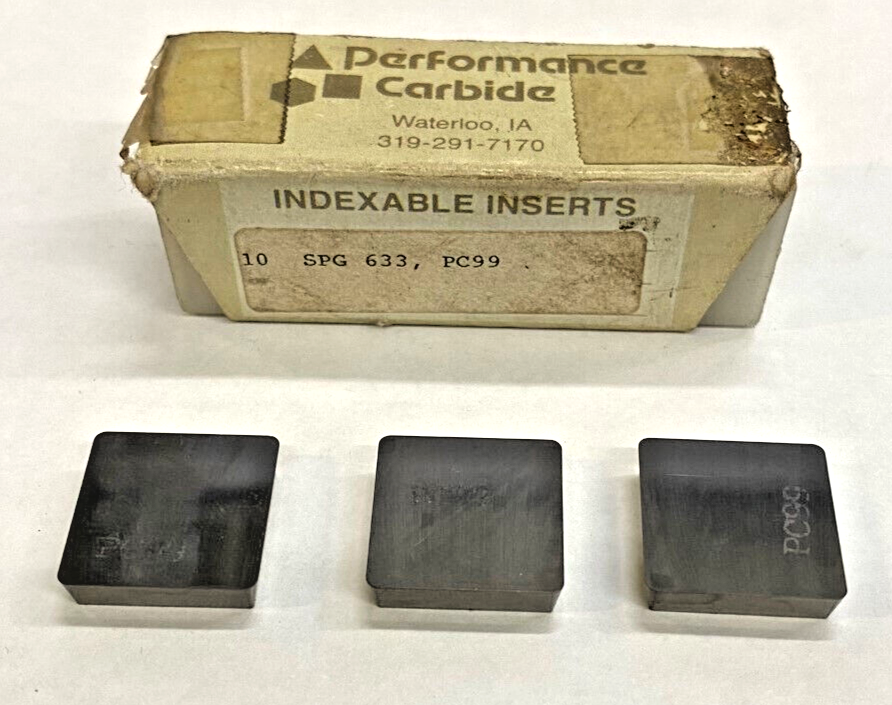 Performance
Carbide
Waterloo, IA
319-291-7170
INDEXABLE INSERTS
10 SPG 633, PC99
PC99